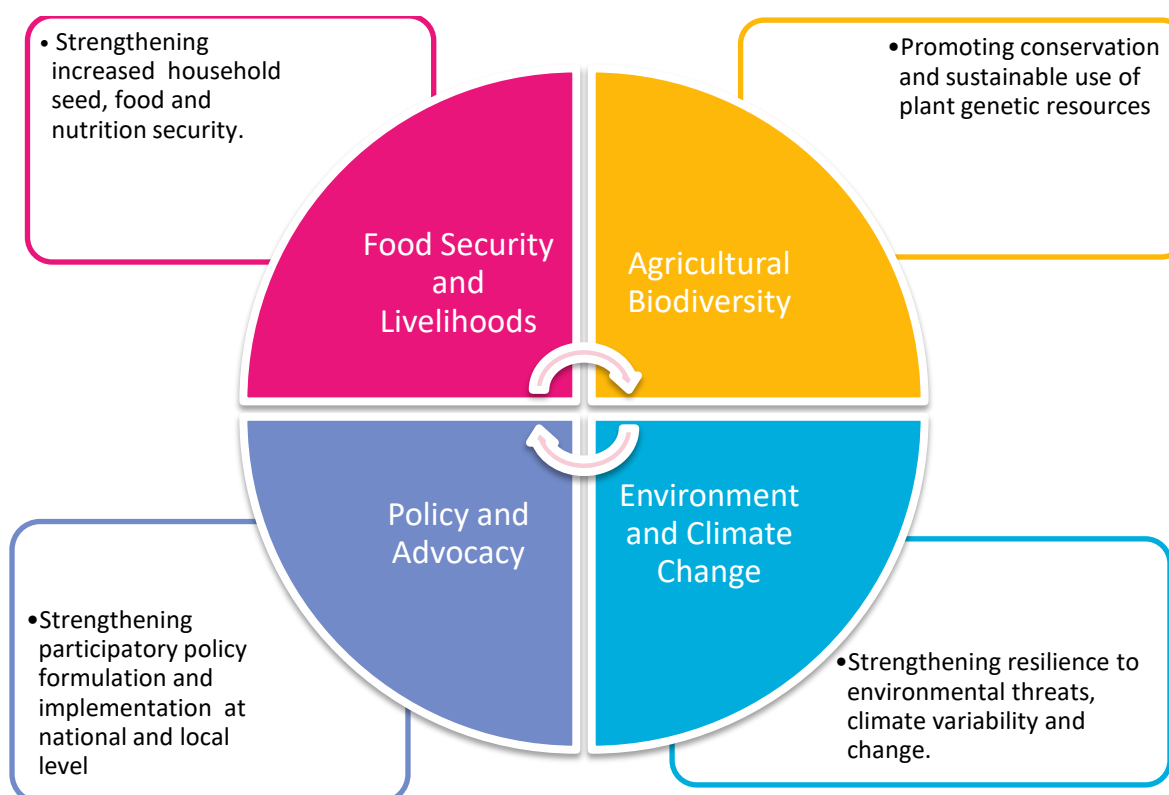 • Strengthening
increased household
seed, food and
nutrition security.
•Promoting conservation
and sustainable use of
plant genetic resources
Food Security
and
Livelihoods
Agricultural
Biodiversity
Policy and
Advocacy
Environment
and Climate
Change
•Strengthening
participatory policy
formulation and
implementation at
national and local
level
•Strengthening resilience to
environmental threats,
climate variability and
change.